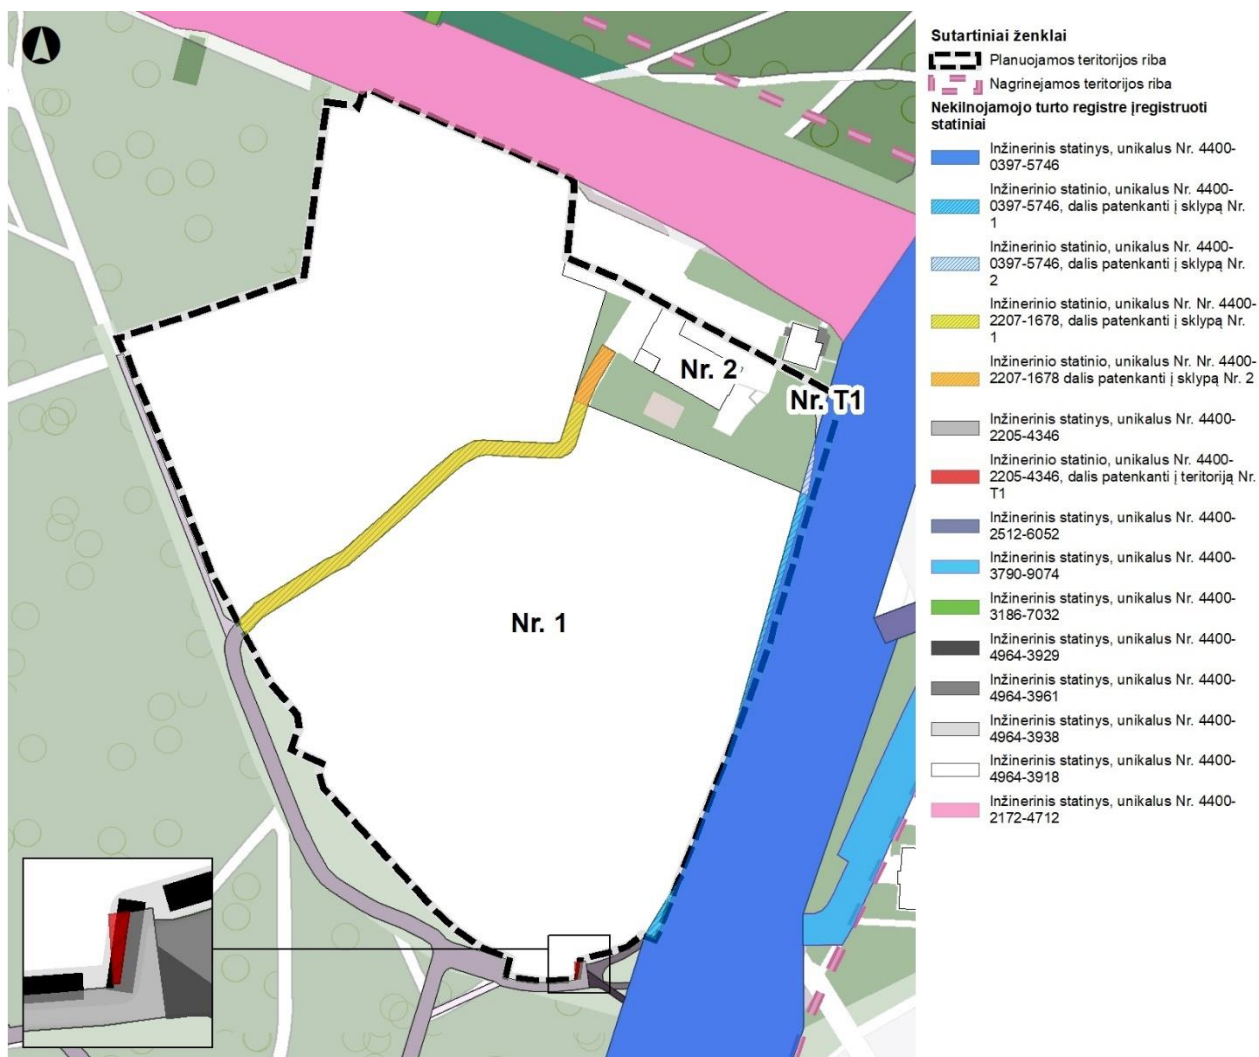 Nr. 2
Nr. T1
Nr. 1
Sutartiniai ženklai
Planuojamos teritorijos riba
Nagrinejamos teritorijos riba
Nekilnojamojo turto registre įregistruoti
statiniai
Inžinerinis statinys, unikalus Nr. 4400-
0397-5746
Inžinerinio statinio, unikalus Nr. 4400-
0397-5746, dalis patenkanti į sklypą Nr.
1
Inžinerinio statinio, unikalus Nr. 4400-
0397-5746, dalis patenkanti į sklypą Nr.
2
Inžinerinio statinio, unikalus Nr. Nr. 4400-
2207-1678, dalis patenkanti į sklypą Nr.
1
Inžinerinio statinio, unikalus Nr. Nr. 4400-
2207-1678 dalis patenkanti į sklypą Nr. 2
Inžinerinis statinys, unikalus Nr. 4400-
2205-4346
Inžinerinio statinio, unikalus Nr. 4400-
2205-4346, dalis patenkanti į teritoriją Nr.
T1
Inžinerinis statinys, unikalus Nr. 4400-
2512-6052
Inžinerinis statinys, unikalus Nr. 4400-
3790-9074
Inžinerinis statinys, unikalus Nr. 4400-
3186-7032
Inžinerinis statinys, unikalus Nr. 4400-
4964-3929
Inžinerinis statinys, unikalus Nr. 4400-
4964-3961
Inžinerinis statinys, unikalus Nr. 4400-
4964-3938
Inžinerinis statinys, unikalus Nr. 4400-
4964-3918
Inžinerinis statinys, unikalus Nr. 4400-
2172-4712